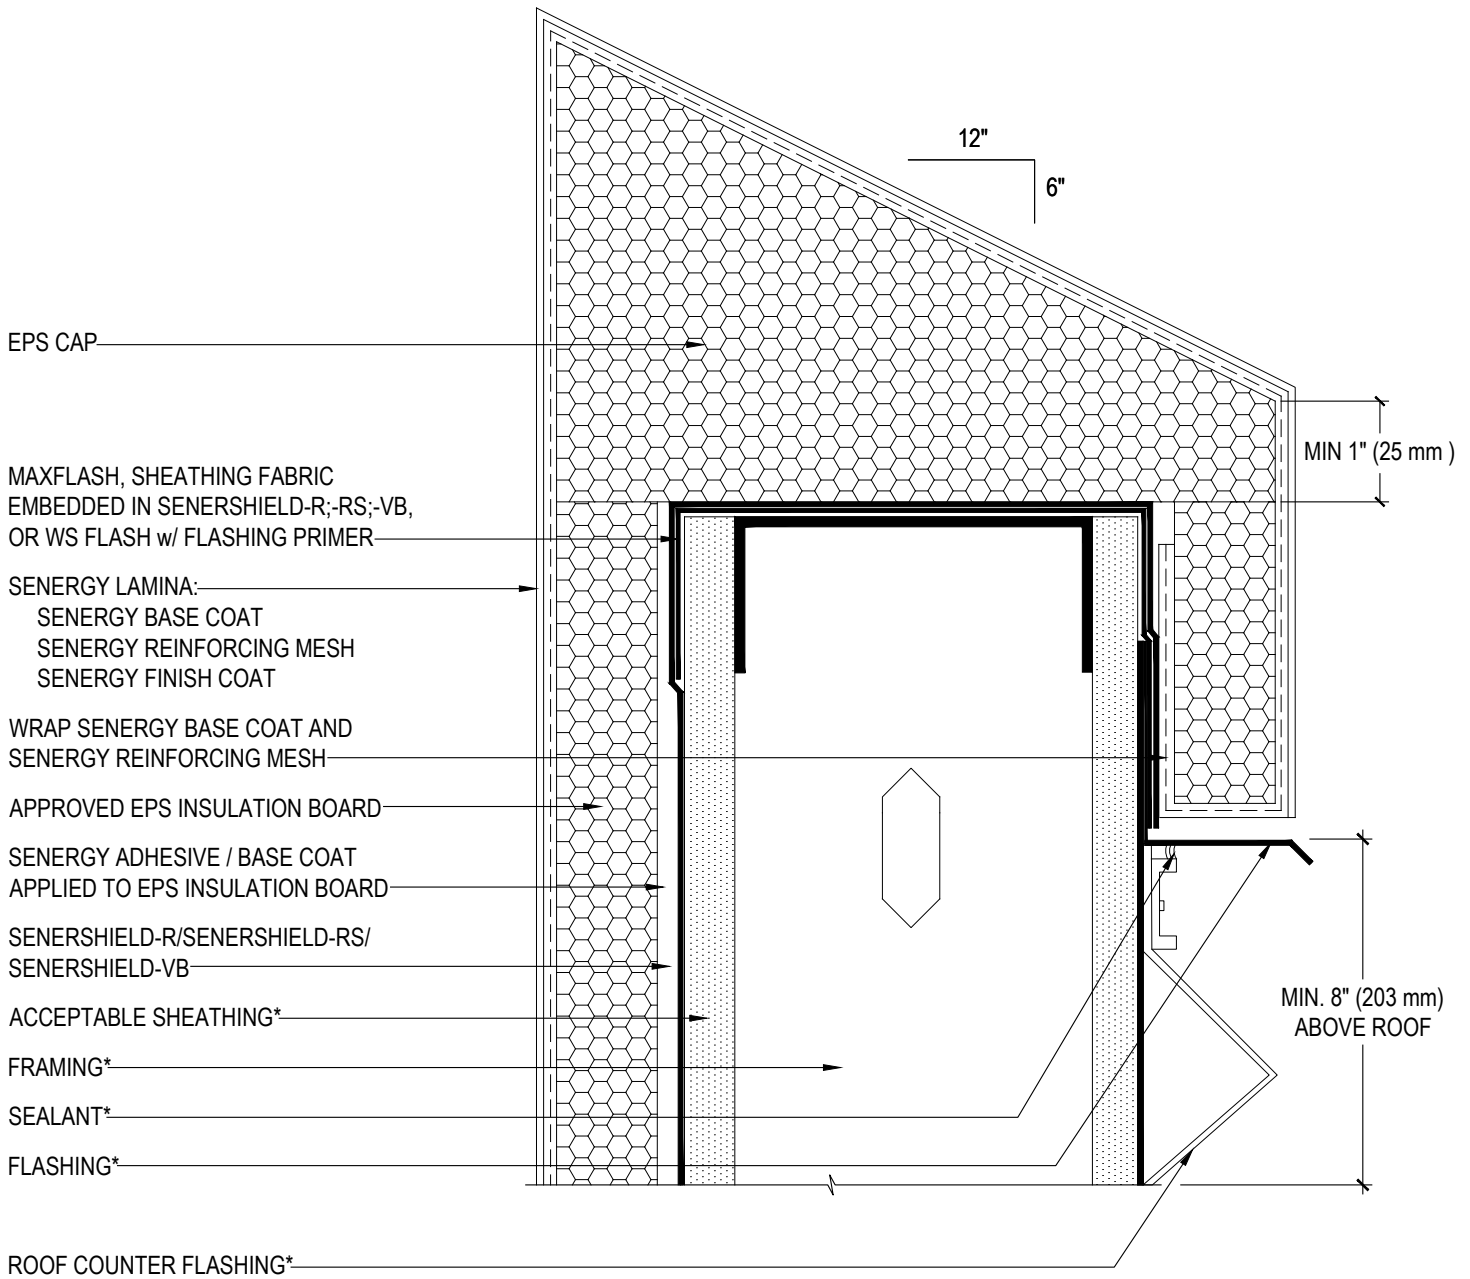 12"
6"
EPS CAP
MIN 1" (25 mm )
MAXFLASH, SHEATHING FABRIC
EMBEDDED IN SENERSHIELD-R;-RS;-VB,
OR WS FLASH w/ FLASHING PRIMER
SENERGY LAMINA:
SENERGY BASE COAT
SENERGY REINFORCING MESH
SENERGY FINISH COAT
WRAP SENERGY BASE COAT AND
SENERGY REINFORCING MESH
APPROVED EPS INSULATION BOARD
SENERGY ADHESIVE / BASE COAT
APPLIED TO EPS INSULATION BOARD
SENERSHIELD-R/SENERSHIELD-RS/
SENERSHIELD-VB
MIN. 8" (203 mm)
ABOVE ROOF
ACCEPTABLE SHEATHING*
FRAMING*
SEALANT*
FLASHING*
ROOF COUNTER FLASHING*